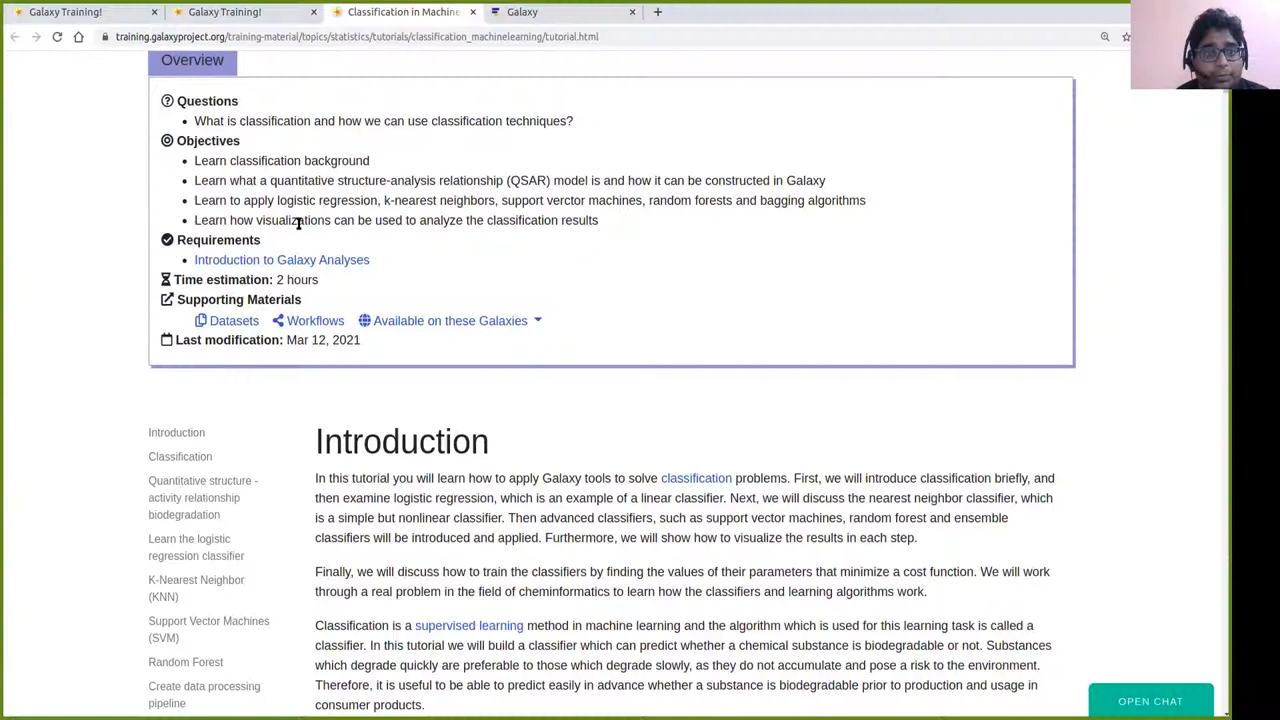 Galaxy Training!
Galaxy Training!
Classification in Machine
Galaxy
training.galaxyproject.org/training-material/topics/statistics/tutorials/classification_machinelearning/tutorial.html
Overview
Questions
What is classification and how we can use classification techniques?
Objectives
Learn classification background
Learn what a quantitative structure-analysis relationship (QSAR) model is and how it can be constructed in Galaxy
Learn to apply logistic regression, k-nearest neighbors, support verctor machines, random forests and bagging algorithms
Learn how visualizations can be used to analyze the classification results
Requirements
Introduction to Galaxy Analyses
Time estimation: 2 hours
Supporting Materials
Datasets Workflows Available on these Galaxies
Last modification: Mar 12, 2021
Introduction
Classification
Quantitative structure -
activity relationship
biodegradation
Learn the logistic
regression classifier
K-Nearest Neighbor
(KNN)
Support Vector Machines
(SVM)
Random Forest
Create data processing
pipeline
Introduction
In this tutorial you will learn how to apply Galaxy tools to solve classification problems. First, we will introduce classification briefly, and
then examine logistic regression, which is an example of a linear classifier. Next, we will discuss the nearest neighbor classifier, which
is a simple but nonlinear classifier. Then advanced classifiers, such as support vector machines, random forest and ensemble
classifiers will be introduced and applied. Furthermore, we will show how to visualize the results in each step.
Finally, we will discuss how to train the classifiers by finding the values of their parameters that minimize a cost function. We will work
through a real problem in the field of cheminformatics to learn how the classifiers and learning algorithms work.
Classification is a supervised learning method in machine learning and the algorithm which is used for this learning task is called a
classifier. In this tutorial we will build a classifier which can predict whether a chemical substance is biodegradable or not. Substances
which degrade quickly are preferable to those which degrade slowly, as they do not accumulate and pose a risk to the environment.
Therefore, it is useful to be able to predict easily in advance whether a substance is biodegradable prior to production and usage in
consumer products.
OPEN CHAT